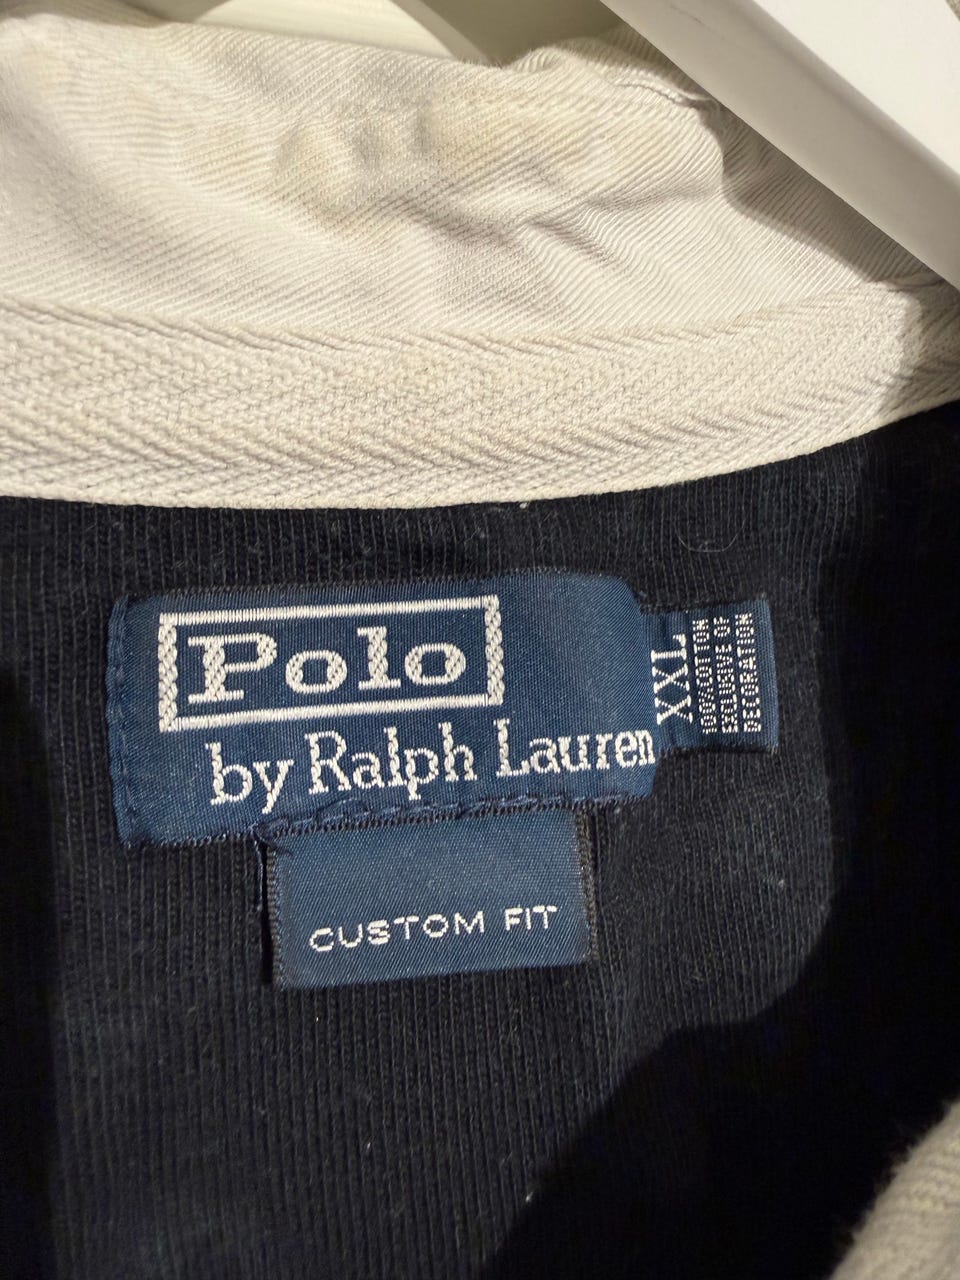 Polo
by Ralph Lauren
XXL
100% COTTON
EXCLUSIVE OF
DECORATION
CUSTOM FIT